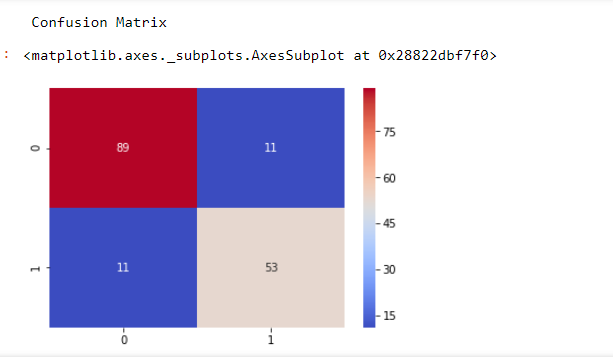 Confusion Matrix
: <matplotlib.axes._subplots.AxesSubplot at 0x28822dbf7f0>
0 89 11
1 11 53
0 1
75
60
45
30
15